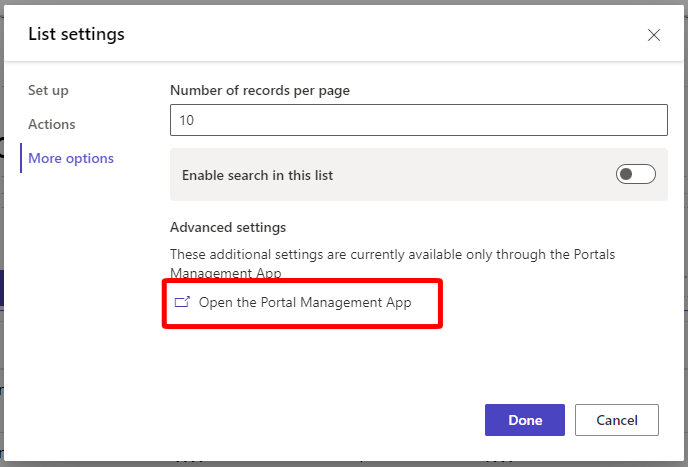 List settings
Set up
Actions
More options
Number of records per page
10
Enable search in this list
Advanced settings
These additional settings are currently available only through the Portals
Management App
Open the Portal Management App
Done
Cancel